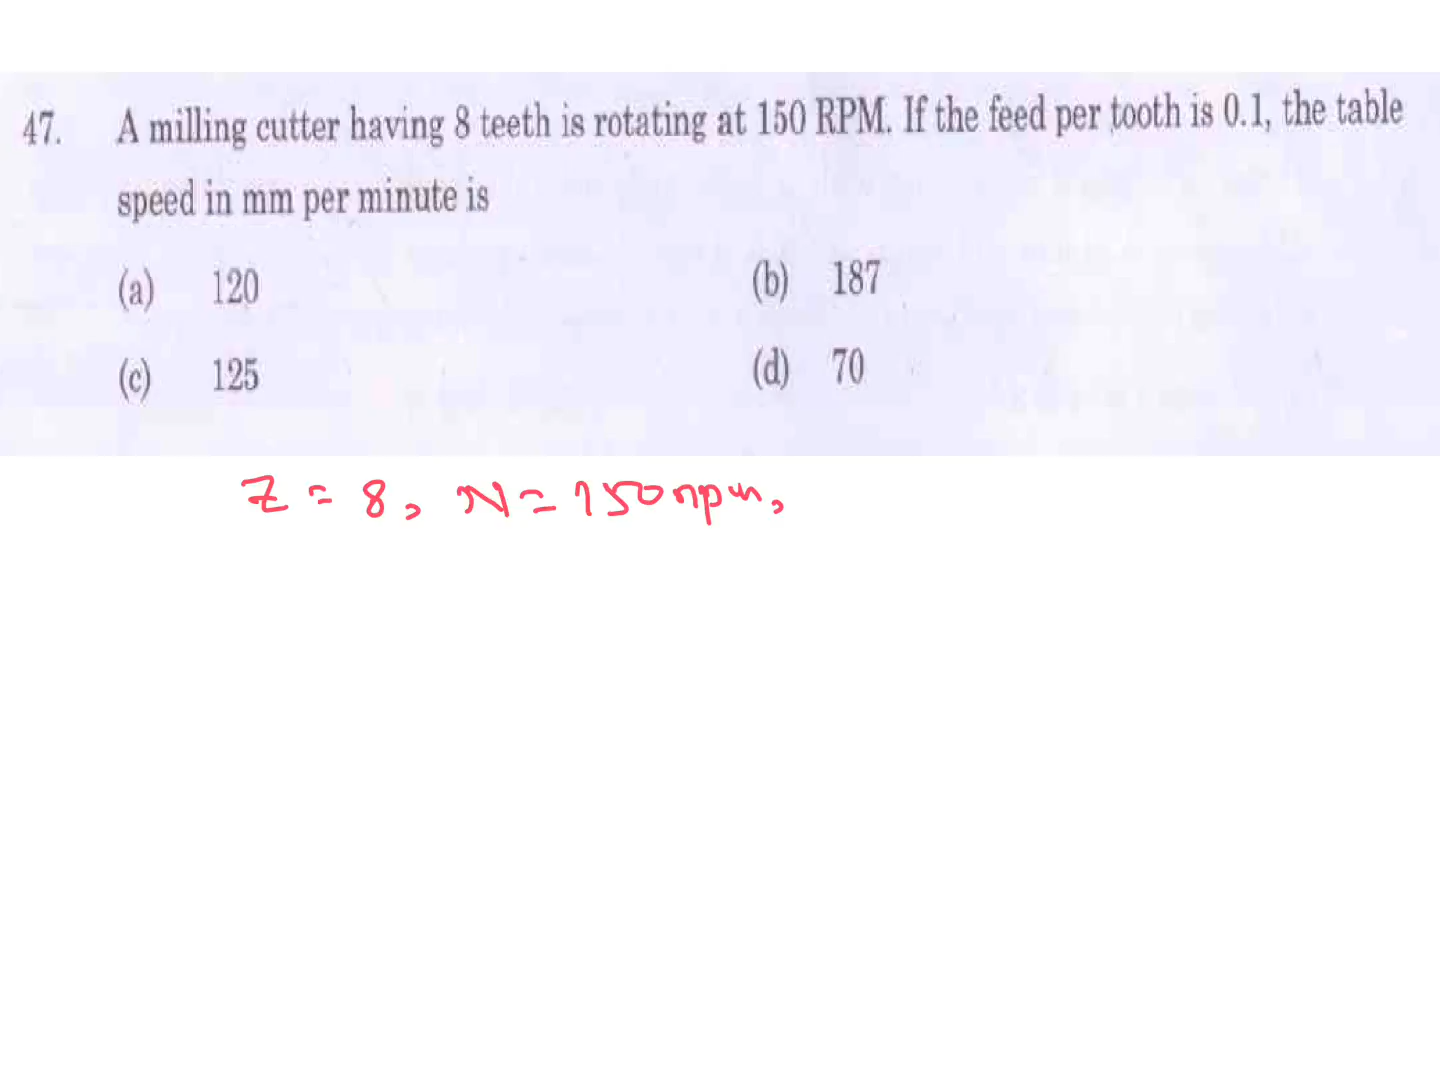 47. A milling cutter having 8 teeth is rotating at 150 RPM. If the feed per tooth is 0.1, the table
speed in mm per minute is
(a) 120 (b) 187
(c) 125 (d) 70
Z = 8, N = 150 rpm,